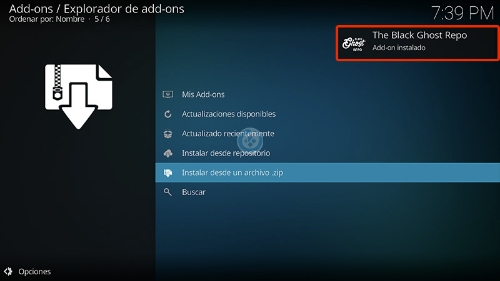 Add-ons / Explorador de add-ons
Ordenar por: Nombre · 5 / 6
7:39 PM
The Black Ghost Repo
Add-on instalado
Mis Add-ons
Actualizaciones disponibles
Actualizado recientemente
Instalar desde repositorio
Instalar desde un archivo .zip
Buscar
Opciones